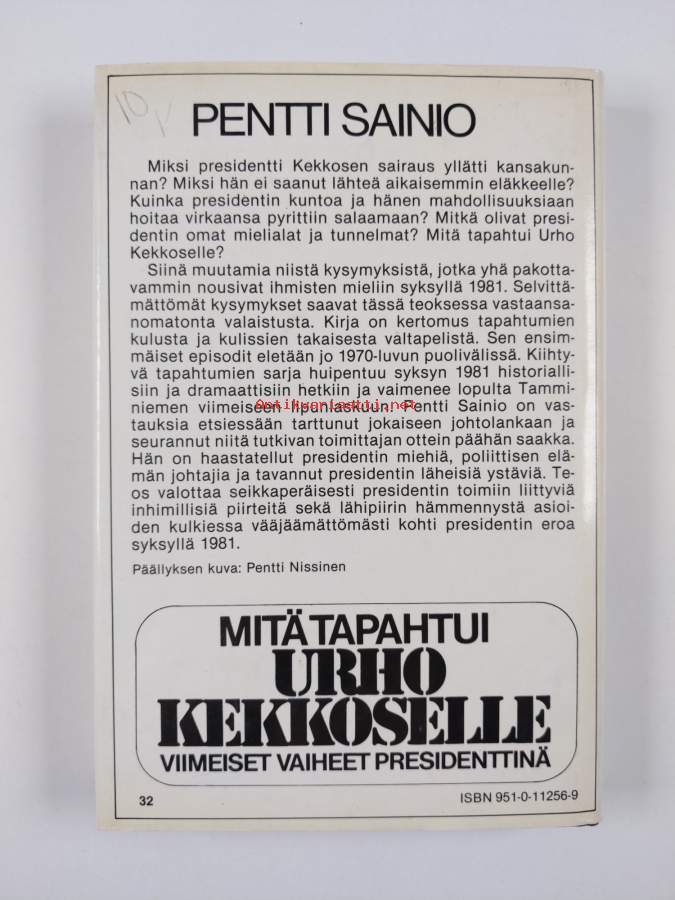 10
PENTTI SAINIO
Miksi presidentti Kekkosen sairaus yllätti kansakun-
nan? Miksi hän ei saanut lähteä aikaisemmin eläkkeelle?
Kuinka presidentin kuntoa ja hänen mahdollisuuksiaan
hoitaa virkaansa pyrittiin salaamaan? Mitkä olivat presi-
dentin omat mielialat ja tunnelmat? Mitä tapahtui Urho
Kekkoselle?
Siinä muutamia niistä kysymyksistä, jotka yhä pakotta-
vammin nousivat ihmisten mieliin syksyllä 1981. Selvittä-
mättömät kysymykset saavat tässä teoksessa vastaansa-
nomatonta valaistusta. Kirja on kertomus tapahtumien
kulusta ja kulissien takaisesta valtapelistä. Sen ensim-
mäiset episodit eletään jo 1970-luvun puolivälissä. Kiihty-
vä tapahtumien sarja huipentuu syksyn 1981 historialli-
siin ja dramaattisiin hetkiin ja vaimenee lopulta Tammi-
niemen viimeiseen lipunlaskuun. Pentti Sainio on vas-
Antikvariaatti.net
tauksia etsiessään tarttunut jokaiseen johtolankaan ja
seurannut niitä tutkivan toimittajan ottein päähän saakka.
Hän on haastatellut presidentin miehiä, poliittisen elä-
män johtajia ja tavannut presidentin läheisiä ystäviä. Te-
os valottaa seikkaperäisesti presidentin toimiin liittyviä
inhimillisiä piirteitä sekä lähipiirin hämmennystä asioi-
den kulkiessa vääjäämättömästi kohti presidentin eroa
syksyllä 1981.
Päällyksen kuva: Pentti Nissinen
MITÄ TAPAHTUI
URHO
KEKKOSELLE
VIIMEISET VAIHEET PRESIDENTTINÄ
32
ISBN 951-0-11256-9